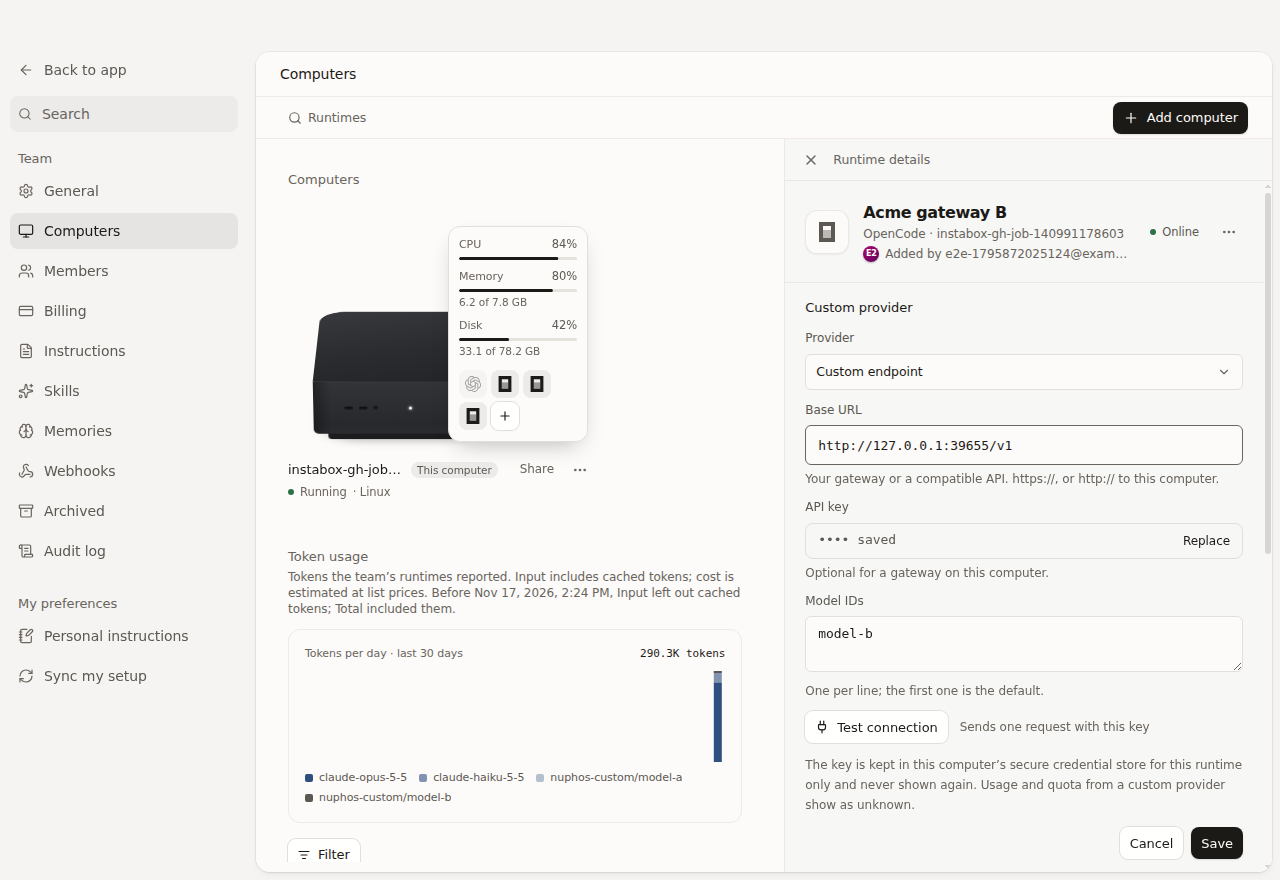 Back to app
Search
Team
General
Computers
Members
Billing
Instructions
Skills
Memories
Webhooks
Archived
Audit log
My preferences
Personal instructions
Sync my setup
Computers
Runtimes
Add computer
Computers
CPU 84%
Memory 80%
6.2 of 7.8 GB
Disk 42%
33.1 of 78.2 GB
instabox-gh-job… This computer Share
Running · Linux
Token usage
Tokens the team’s runtimes reported. Input includes cached tokens; cost is
estimated at list prices. Before Nov 17, 2026, 2:24 PM, Input left out cached
tokens; Total included them.
Tokens per day · last 30 days 290.3K tokens
claude-opus-5-5 claude-haiku-5-5 nuphos-custom/model-a
nuphos-custom/model-b
Filter
Runtime details
Acme gateway B
OpenCode · instabox-gh-job-140991178603
Online
E2 Added by e2e-1795872025124@exam…
Custom provider
Provider
Custom endpoint
Base URL
http://127.0.0.1:39655/v1
Your gateway or a compatible API. https://, or http:// to this computer.
API key
•••• saved Replace
Optional for a gateway on this computer.
Model IDs
model-b
One per line; the first one is the default.
Test connection Sends one request with this key
The key is kept in this computer’s secure credential store for this runtime
only and never shown again. Usage and quota from a custom provider
show as unknown.
Cancel Save